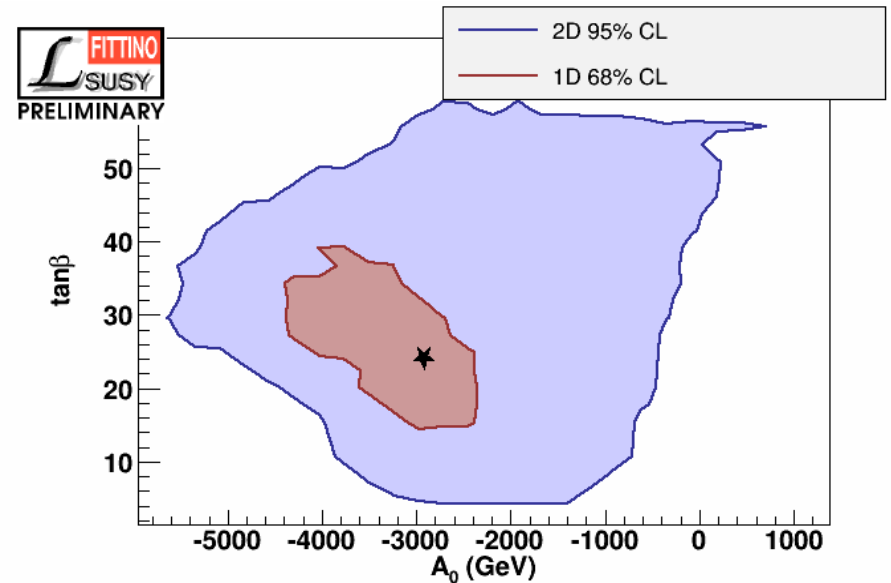 FITTINO
L SUSY
PRELIMINARY
2D 95% CL
1D 68% CL
50
40
30
20
10
tanβ
-5000 -4000 -3000 -2000 -1000 0 1000
A₀ (GeV)